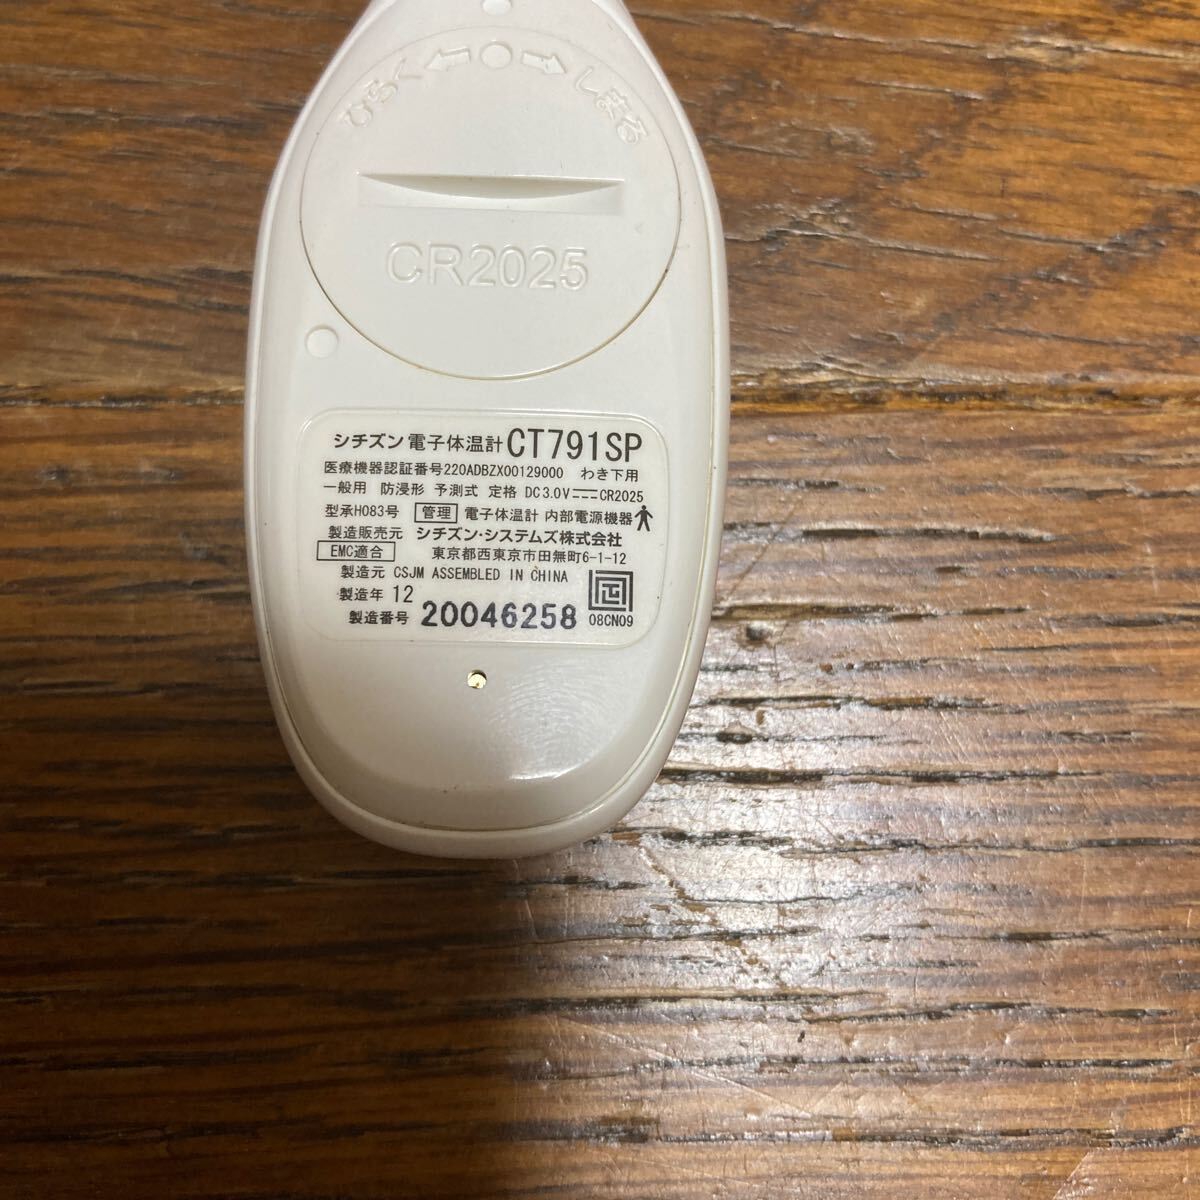 ひらく しまる
CR2025
シチズン 電子体温計 CT791SP
医療機器認証番号220ADBZX00129000 わき下用
一般用 防浸形 予測式 定格 DC3.0V⎓CR2025
型承H083号 管理 電子体温計 内部電源機器
製造販売元 シチズン・システムズ株式会社
EMC適合 東京都西東京市田無町6-1-12
製造元 CSJM ASSEMBLED IN CHINA
製造年 12
製造番号 20046258 08CN09